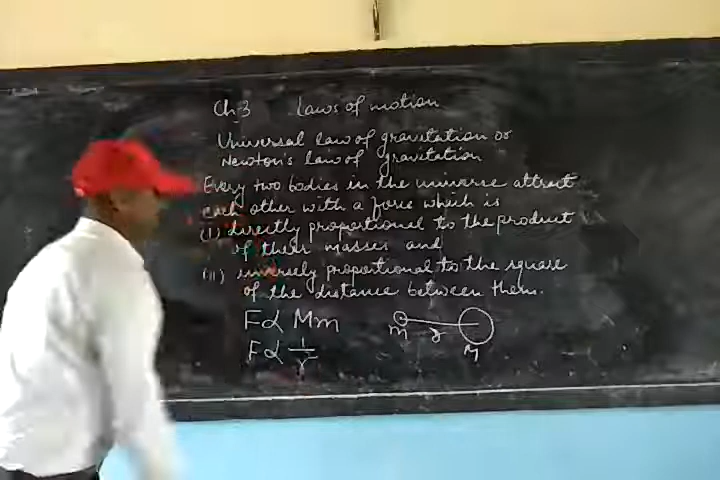 Ch-3 Laws of motion
Universal law of gravitation or
Newton's law of gravitation
Every two bodies in the universe attract
each other with a force which is
(i) directly proportional to the product
of their masses and
(ii) inversely proportional to the square
of the distance between them.
F∝ Mm
m r M
F∝ 1/r